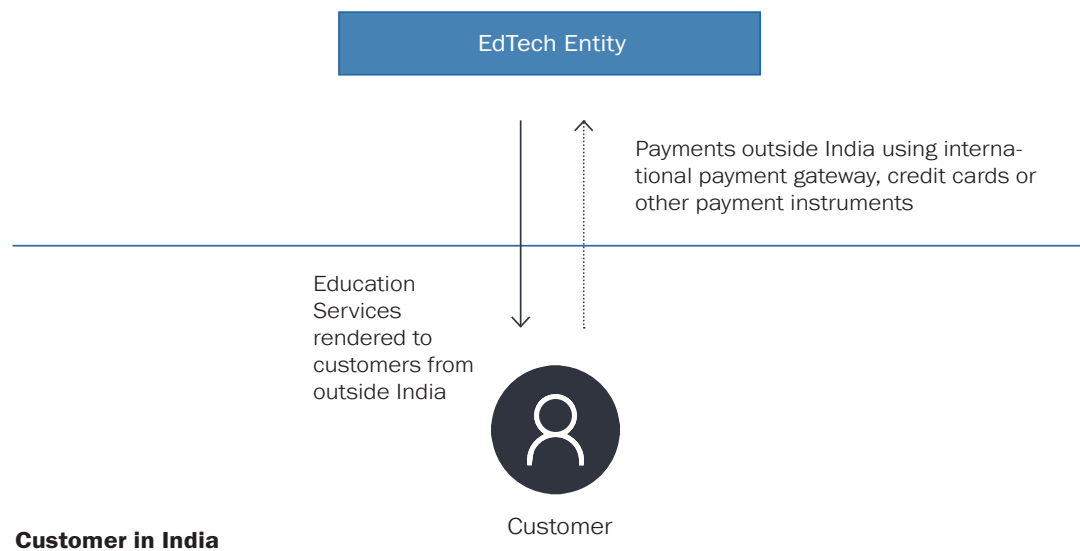 EdTech Entity
Payments outside India using interna-
tional payment gateway, credit cards or
other payment instruments
Education
Services
rendered to
customers from
outside India
Customer
Customer in India